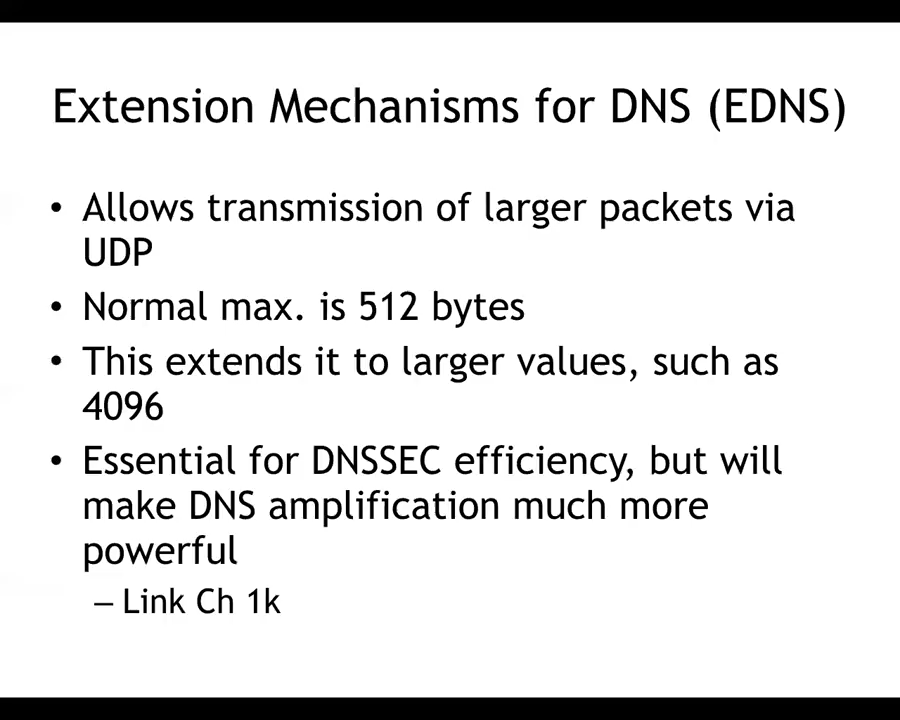 Extension Mechanisms for DNS (EDNS)
• Allows transmission of larger packets via
UDP
• Normal max. is 512 bytes
• This extends it to larger values, such as
4096
• Essential for DNSSEC efficiency, but will
make DNS amplification much more
powerful
– Link Ch 1k